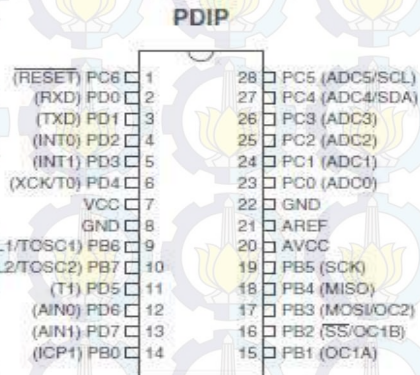 PDIP
(RESET) PC6 1 28 PC5 (ADC5/SCL)
(RXD) PD0 2 27 PC4 (ADC4/SDA)
(TXD) PD1 3 26 PC3 (ADC3)
(INT0) PD2 4 25 PC2 (ADC2)
(INT1) PD3 5 24 PC1 (ADC1)
(XCK/T0) PD4 6 23 PC0 (ADC0)
VCC 7 22 GND
GND 8 21 AREF
1/TOSC1) PB6 9 20 AVCC
2/TOSC2) PB7 10 19 PB5 (SCK)
(T1) PD5 11 18 PB4 (MISO)
(AIN0) PD6 12 17 PB3 (MOSI/OC2)
(AIN1) PD7 13 16 PB2 (SS/OC1B)
(ICP1) PB0 14 15 PB1 (OC1A)